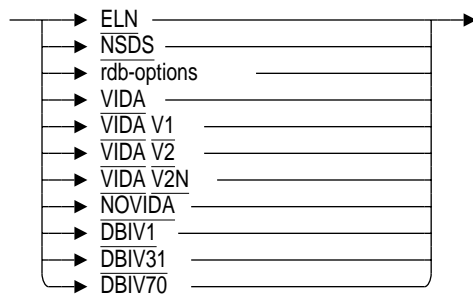 ELN
NSDS
rdb-options
VIDA
VIDA V1
VIDA V2
VIDA V2N
NOVIDA
DBIV1
DBIV31
DBIV70